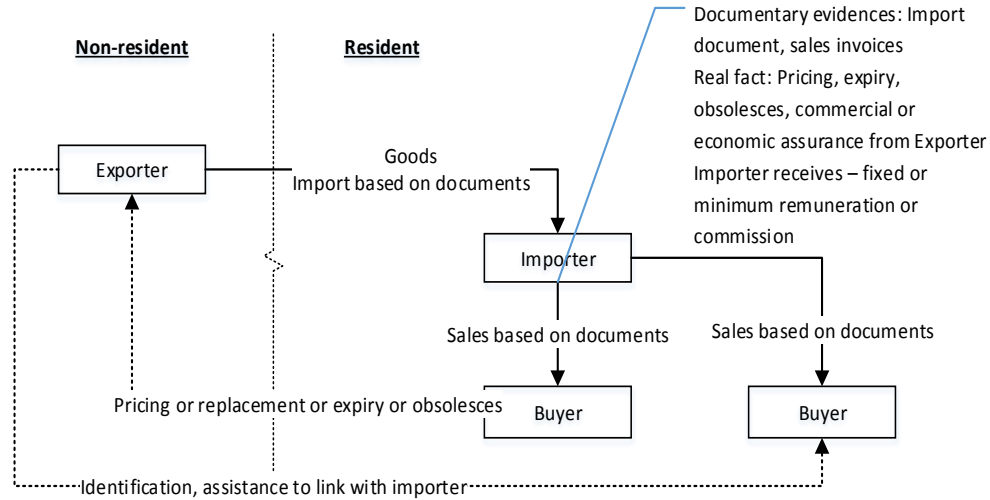 Non-resident
Resident
Documentary evidences: Import
document, sales invoices
Real fact: Pricing, expiry,
obsolesces, commercial or
economic assurance from Exporter
Importer receives – fixed or
minimum remuneration or
commission
Exporter
Goods
Import based on documents
Importer
Sales based on documents
Sales based on documents
Pricing or replacement or expiry or obsolesces
Buyer
Buyer
Identification, assistance to link with importer